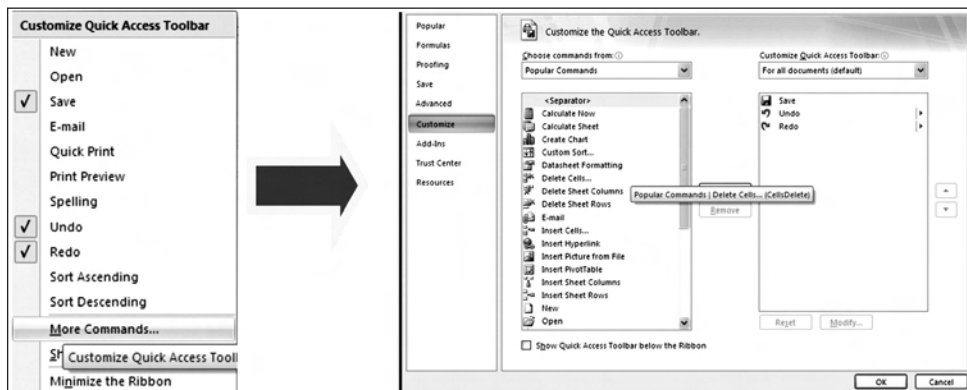 Customize Quick Access Toolbar
New
Open
Save
E-mail
Quick Print
Print Preview
Spelling
Undo
Redo
Sort Ascending
Sort Descending
More Commands...
Customize Quick Access Tool
Minimize the Ribbon
Popular
Formulas
Proofing
Save
Advanced
Customize
Add-Ins
Trust Center
Resources
Customize the Quick Access Toolbar.
Choose commands from:
Popular Commands
<Separator>
Calculate Now
Calculate Sheet
Create Chart
Custom Sort...
Datasheet Formatting
Delete Cells...
Delete Sheet Columns
Delete Sheet Rows
E-mail
Insert Cells...
Insert Hyperlink
Insert Picture from File
Insert PivotTable
Insert Sheet Columns
Insert Sheet Rows
New
Open
Show Quick Access Toolbar below the Ribbon
Popular Commands | Delete Cells... (CellsDelete)
Remove
Customize Quick Access Toolbar:
For all documents (default)
Save
Undo
Redo
Reset
Modify...
OK
Cancel